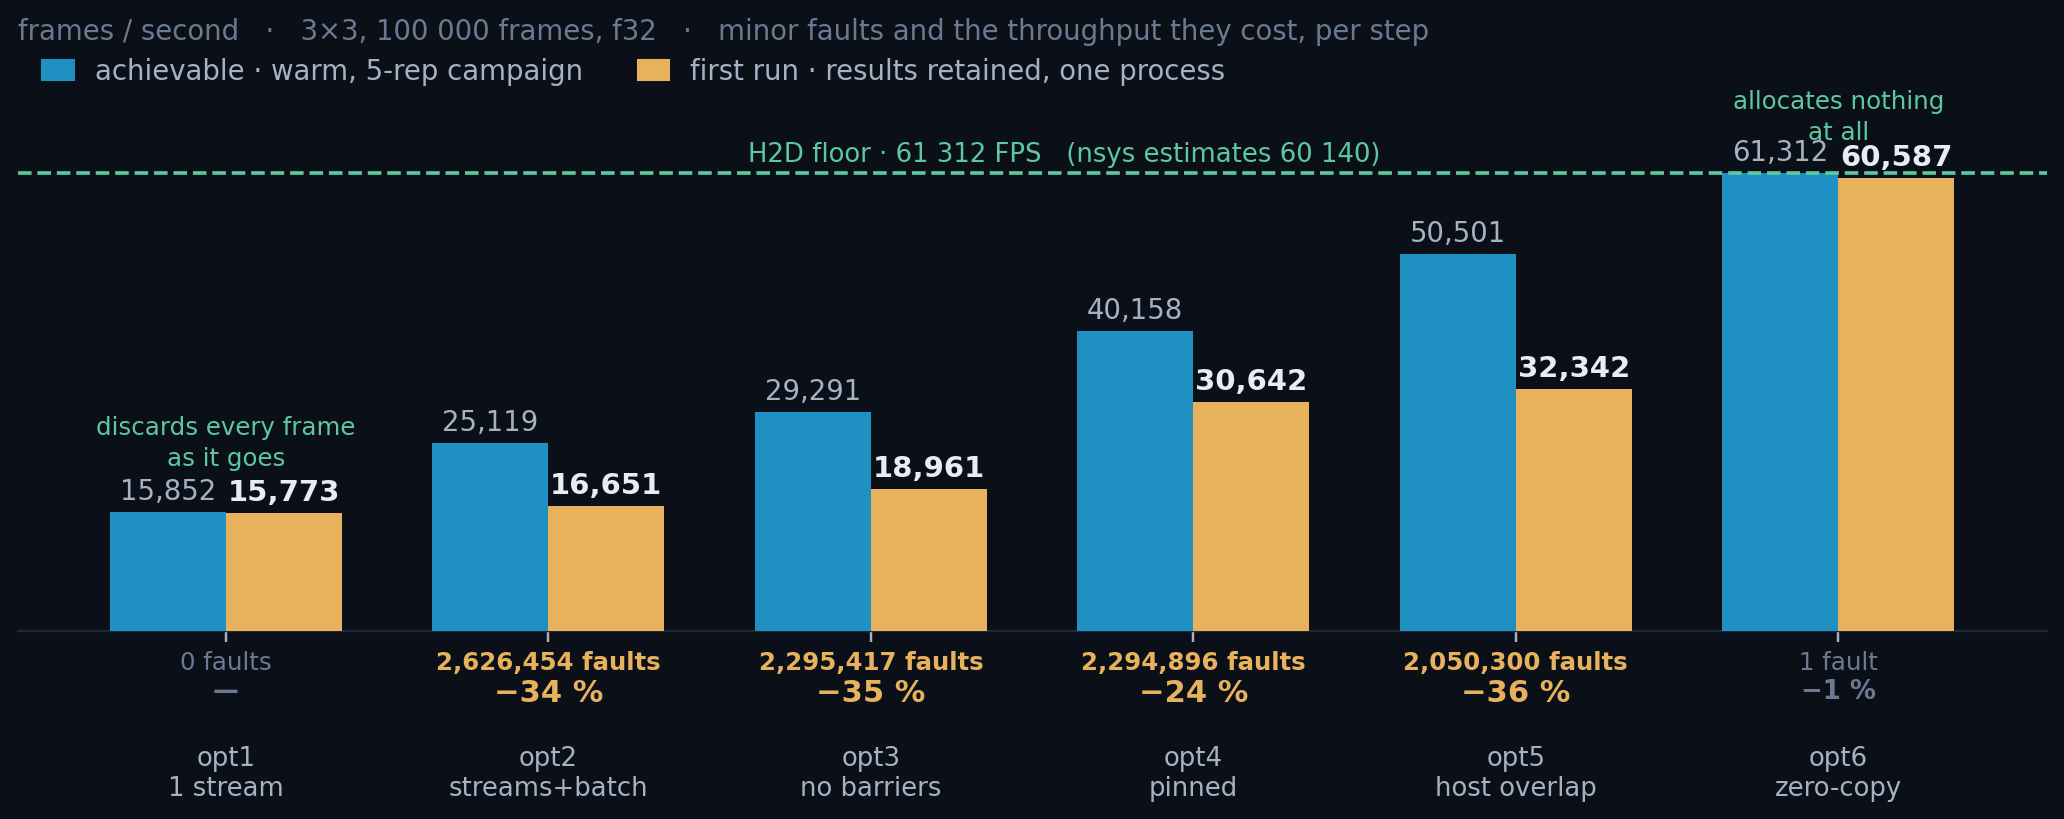 frames / second · 3×3, 100 000 frames, f32 · minor faults and the throughput they cost, per step
achievable · warm, 5-rep campaign
first run · results retained, one process
allocates nothing
at all
H2D floor · 61 312 FPS (nsys estimates 60 140)
61,312
60,587
50,501
40,158
32,342
29,291
30,642
25,119
discards every frame
as it goes
18,961
15,852
15,773
16,651
0 faults
—
2,626,454 faults
−34 %
2,295,417 faults
−35 %
2,294,896 faults
−24 %
2,050,300 faults
−36 %
1 fault
−1 %
opt1
1 stream
opt2
streams+batch
opt3
no barriers
opt4
pinned
opt5
host overlap
opt6
zero-copy